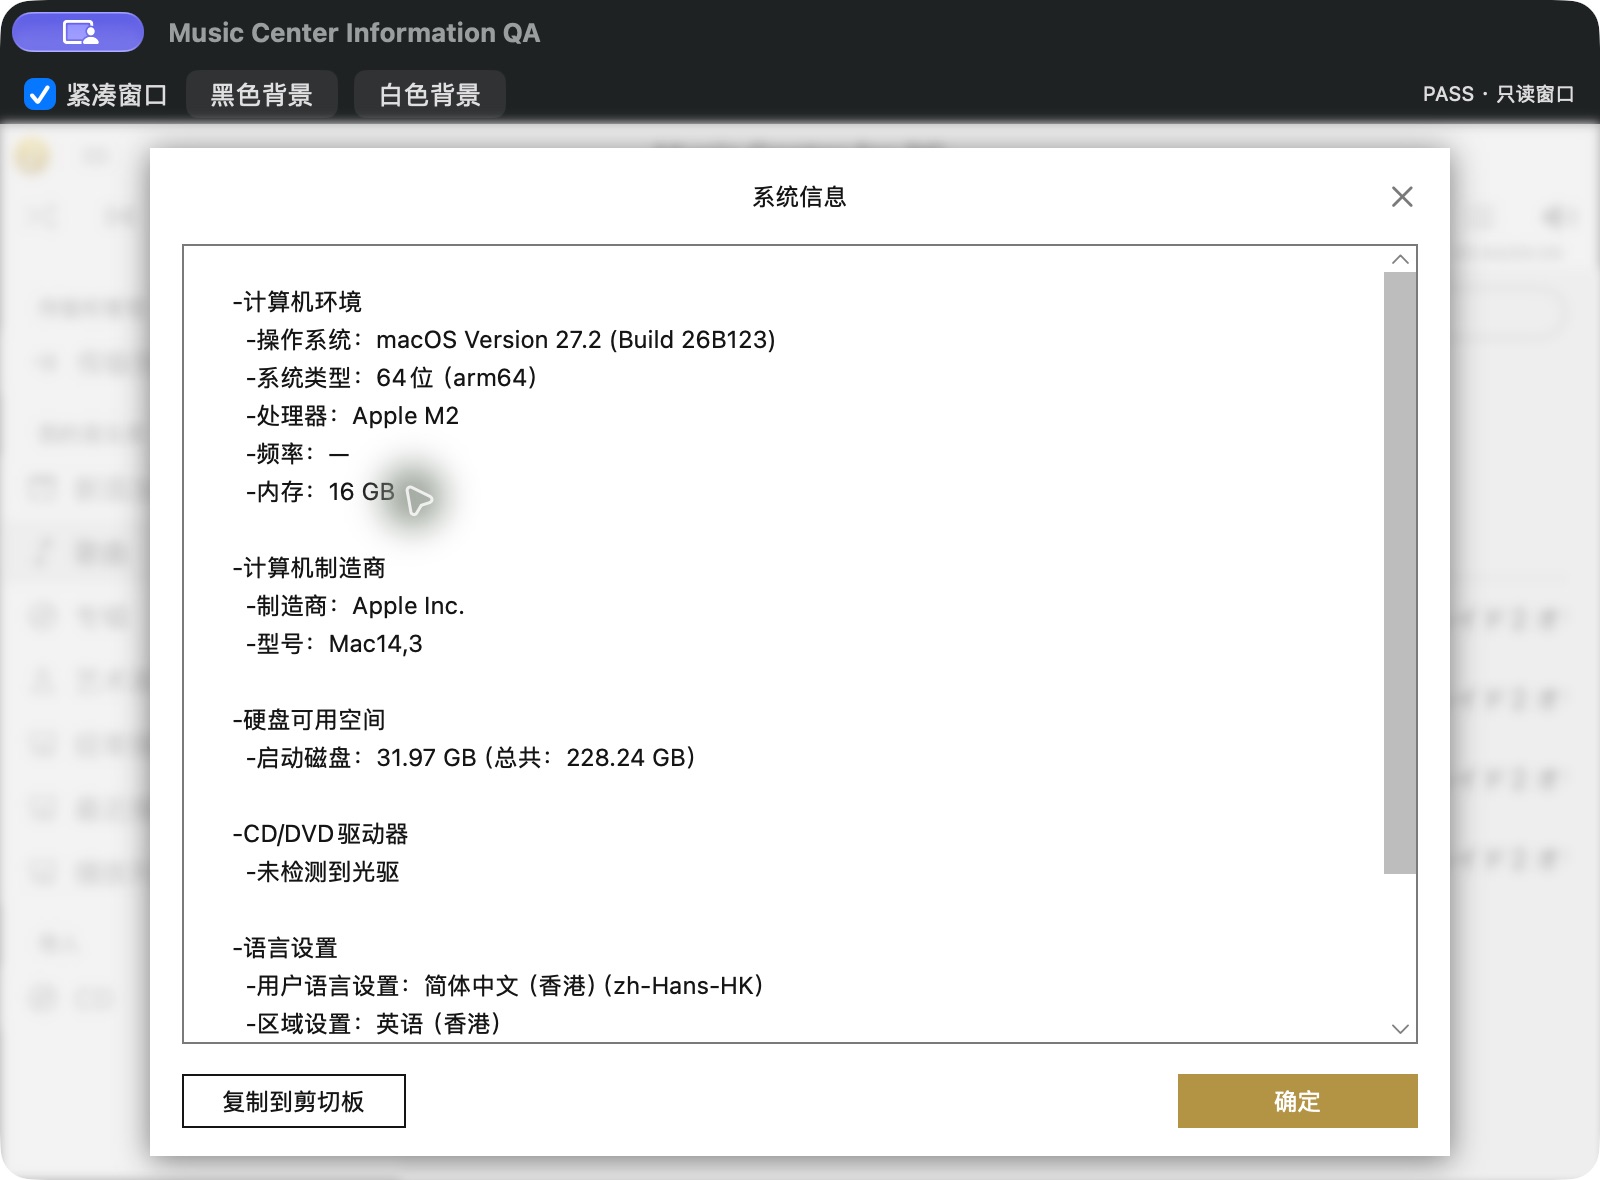 Music Center Information QA
紧凑窗口
黑色背景
白色背景
PASS · 只读窗口
系统信息
-计算机环境
-操作系统：macOS Version 27.2 (Build 26B123)
-系统类型：64位 (arm64)
-处理器：Apple M2
-频率：—
-内存：16 GB
-计算机制造商
-制造商：Apple Inc.
-型号：Mac14,3
-硬盘可用空间
-启动磁盘：31.97 GB (总共：228.24 GB)
-CD/DVD驱动器
-未检测到光驱
-语言设置
-用户语言设置：简体中文（香港）(zh-Hans-HK)
-区域设置：英语（香港）
复制到剪切板
确定